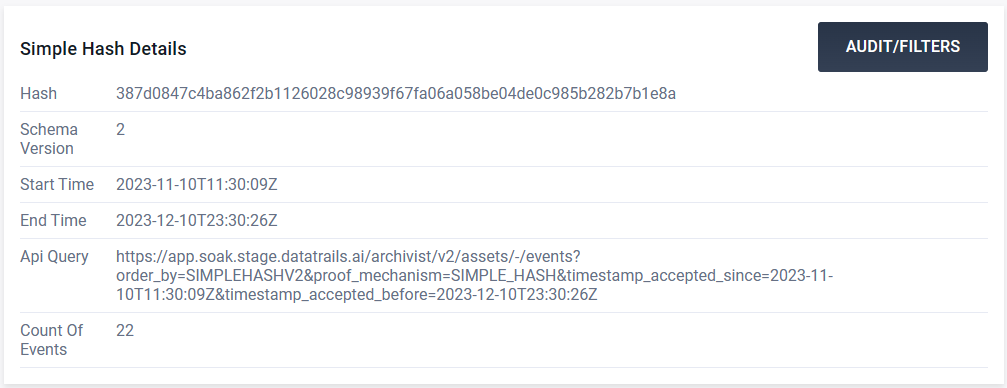 Simple Hash Details
AUDIT/FILTERS
Hash 387d0847c4ba862f2b1126028c98939f67fa06a058be04de0c985b282b7b1e8a
Schema Version 2
Start Time 2023-11-10T11:30:09Z
End Time 2023-12-10T23:30:26Z
Api Query https://app.soak.stage.datatrails.ai/archivist/v2/assets/-/events?
order_by=SIMPLEHASHV2&proof_mechanism=SIMPLE_HASH&timestamp_accepted_since=2023-11-
10T11:30:09Z&timestamp_accepted_before=2023-12-10T23:30:26Z
Count Of Events 22